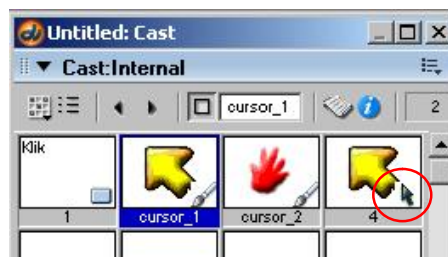 Untitled: Cast
Cast:Internal
cursor_1 2
Klik
1 cursor_1 cursor_2 4